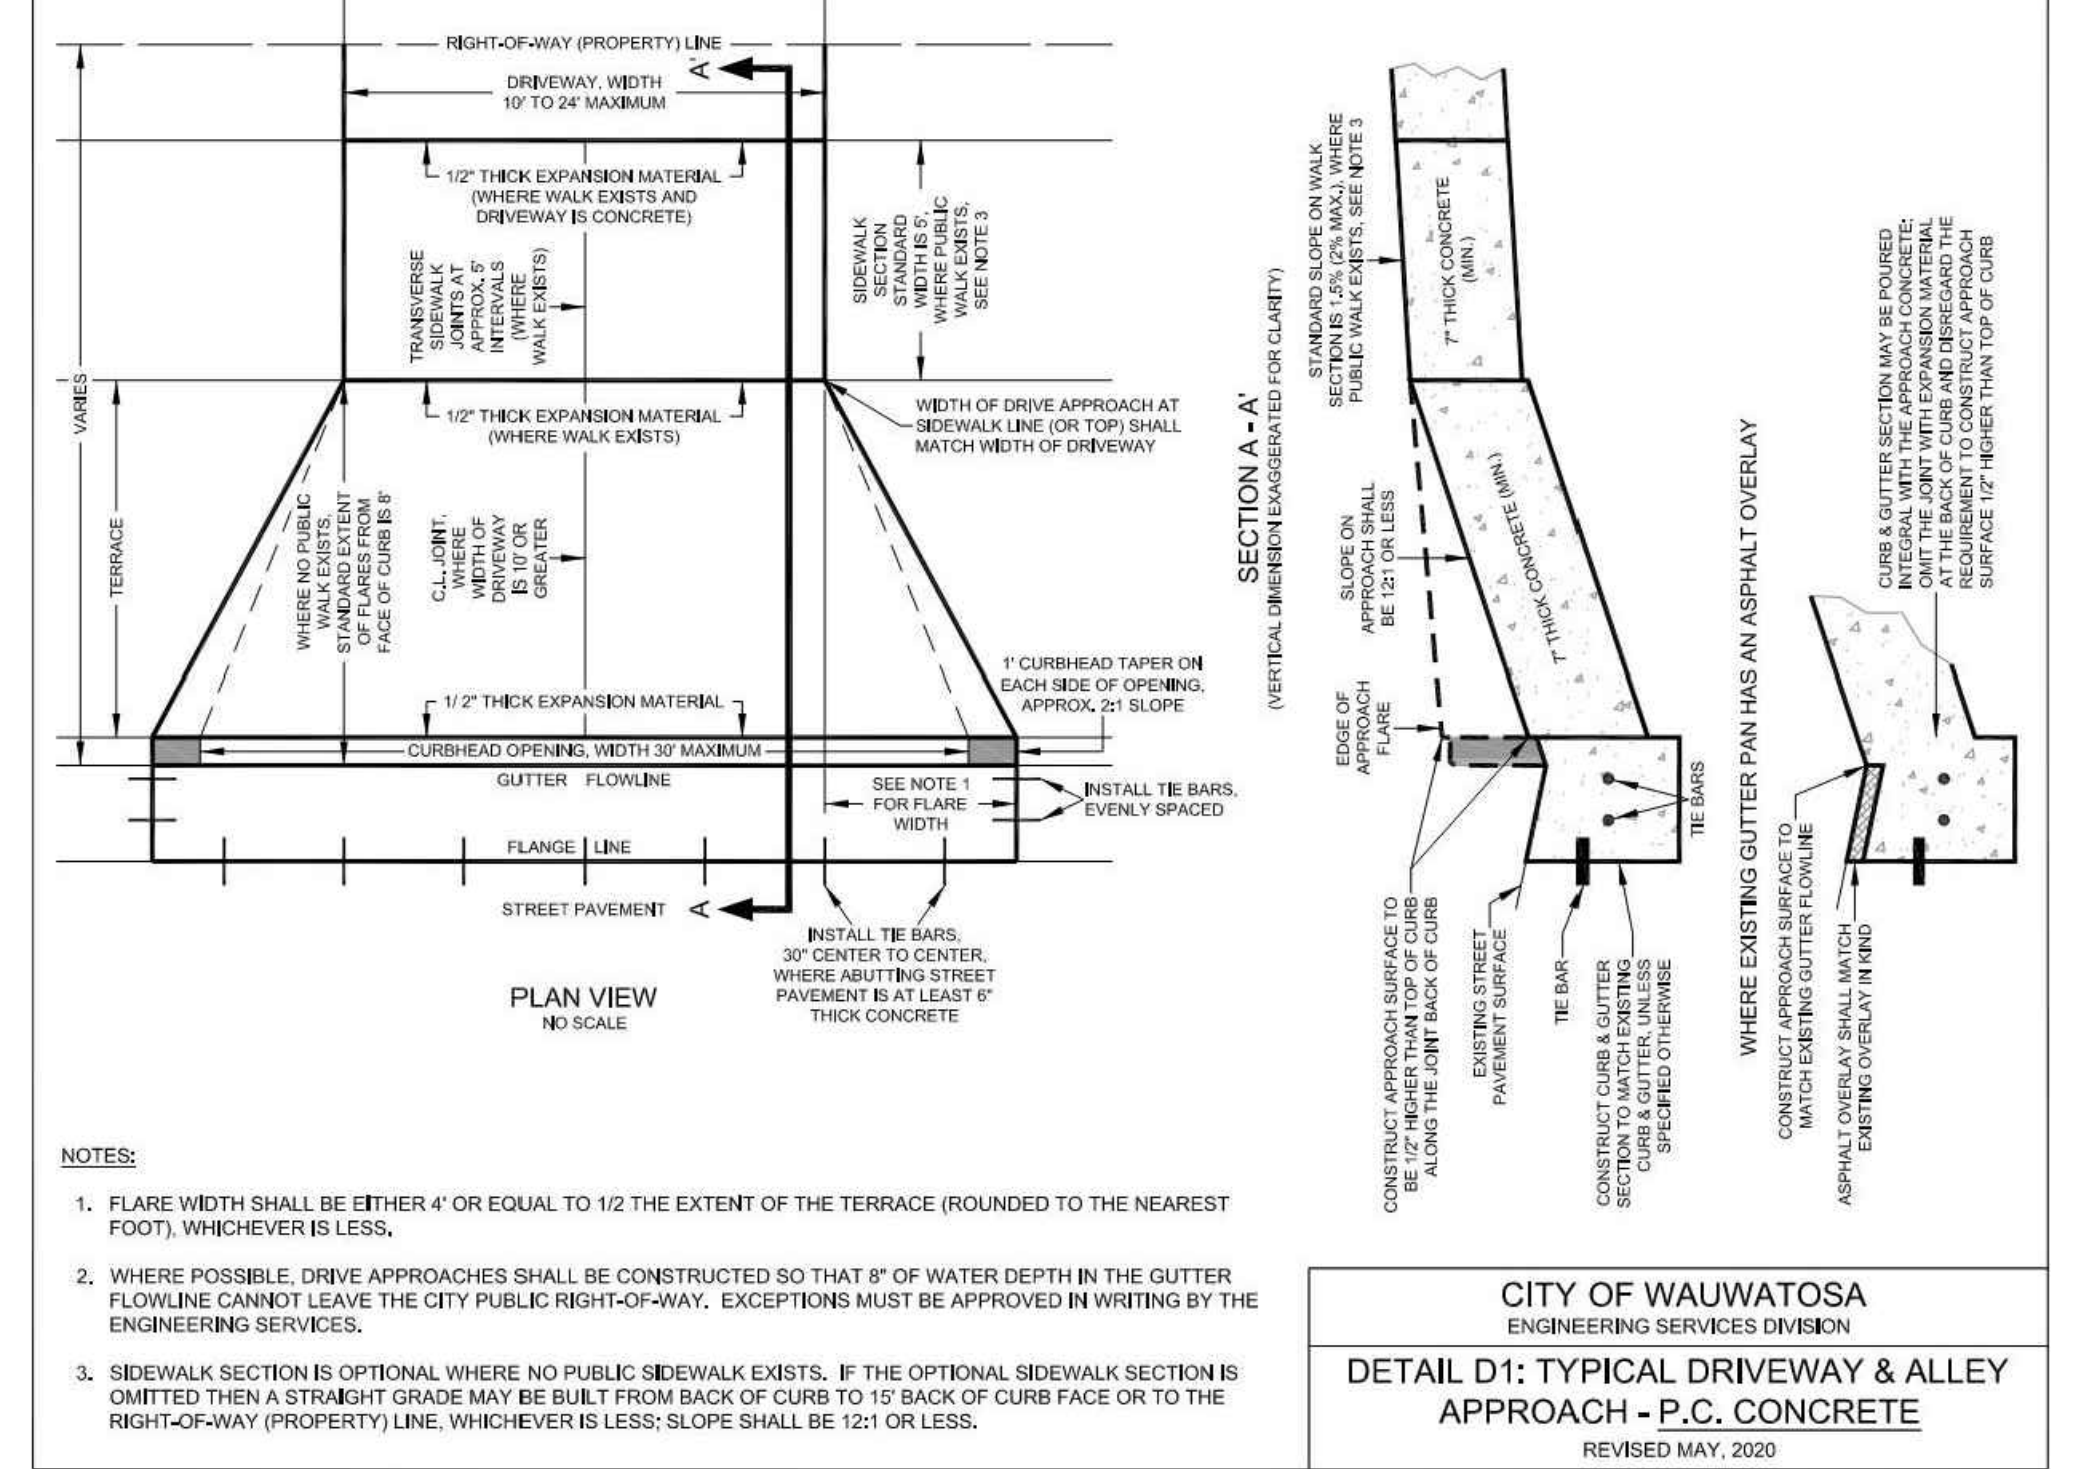 RIGHT-OF-WAY (PROPERTY) LINE
A'
DRIVEWAY, WIDTH
10' TO 24' MAXIMUM
1/2" THICK EXPANSION MATERIAL
(WHERE WALK EXISTS AND
DRIVEWAY IS CONCRETE)
TRANSVERSE
SIDEWALK
JOINTS AT
APPROX. 5'
INTERVALS
(WHERE
WALK EXISTS)
SIDEWALK
SECTION
STANDARD
WIDTH IS 5',
WHERE PUBLIC
WALK EXISTS,
SEE NOTE 3
VARIES
TERRACE
1/2" THICK EXPANSION MATERIAL
(WHERE WALK EXISTS)
WIDTH OF DRIVE APPROACH AT
SIDEWALK LINE (OR TOP) SHALL
MATCH WIDTH OF DRIVEWAY
WHERE NO PUBLIC
WALK EXISTS,
STANDARD EXTENT
OF FLARES FROM
FACE OF CURB IS 8'
C.L. JOINT,
WHERE
WIDTH OF
DRIVEWAY
IS 10' OR
GREATER
1' CURBHEAD TAPER ON
EACH SIDE OF OPENING,
APPROX. 2:1 SLOPE
1/ 2" THICK EXPANSION MATERIAL
CURBHEAD OPENING, WIDTH 30' MAXIMUM
GUTTER FLOWLINE
SEE NOTE 1
FOR FLARE
WIDTH
INSTALL TIE BARS,
EVENLY SPACED
FLANGE LINE
STREET PAVEMENT
A
INSTALL TIE BARS,
30" CENTER TO CENTER,
WHERE ABUTTING STREET
PAVEMENT IS AT LEAST 6"
THICK CONCRETE
PLAN VIEW
NO SCALE
SECTION A - A'
(VERTICAL DIMENSION EXAGGERATED FOR CLARITY)
STANDARD SLOPE ON WALK
SECTION IS 1.5% (2% MAX.), WHERE
PUBLIC WALK EXISTS, SEE NOTE 3
7" THICK CONCRETE
(MIN.)
SLOPE ON
APPROACH SHALL
BE 12:1 OR LESS
7" THICK CONCRETE (MIN.)
EDGE OF
APPROACH
FLARE
TIE BARS
CONSTRUCT APPROACH SURFACE TO
BE 1/2" HIGHER THAN TOP OF CURB
ALONG THE JOINT BACK OF CURB
EXISTING STREET
PAVEMENT SURFACE
TIE BAR
CONSTRUCT CURB & GUTTER
SECTION TO MATCH EXISTING
CURB & GUTTER, UNLESS
SPECIFIED OTHERWISE
WHERE EXISTING GUTTER PAN HAS AN ASPHALT OVERLAY
CURB & GUTTER SECTION MAY BE POURED
INTEGRAL WITH THE APPROACH CONCRETE;
OMIT THE JOINT WITH EXPANSION MATERIAL
AT THE BACK OF CURB AND DISREGARD THE
REQUIREMENT TO CONSTRUCT APPROACH
SURFACE 1/2" HIGHER THAN TOP OF CURB
CONSTRUCT APPROACH SURFACE TO
MATCH EXISTING GUTTER FLOWLINE
ASPHALT OVERLAY SHALL MATCH
EXISTING OVERLAY IN KIND
NOTES:
1. FLARE WIDTH SHALL BE EITHER 4' OR EQUAL TO 1/2 THE EXTENT OF THE TERRACE (ROUNDED TO THE NEAREST
FOOT), WHICHEVER IS LESS.
2. WHERE POSSIBLE, DRIVE APPROACHES SHALL BE CONSTRUCTED SO THAT 8" OF WATER DEPTH IN THE GUTTER
FLOWLINE CANNOT LEAVE THE CITY PUBLIC RIGHT-OF-WAY. EXCEPTIONS MUST BE APPROVED IN WRITING BY THE
ENGINEERING SERVICES.
3. SIDEWALK SECTION IS OPTIONAL WHERE NO PUBLIC SIDEWALK EXISTS. IF THE OPTIONAL SIDEWALK SECTION IS
OMITTED THEN A STRAIGHT GRADE MAY BE BUILT FROM BACK OF CURB TO 15' BACK OF CURB FACE OR TO THE
RIGHT-OF-WAY (PROPERTY) LINE, WHICHEVER IS LESS; SLOPE SHALL BE 12:1 OR LESS.
CITY OF WAUWATOSA
ENGINEERING SERVICES DIVISION
DETAIL D1: TYPICAL DRIVEWAY & ALLEY
APPROACH - P.C. CONCRETE
REVISED MAY, 2020